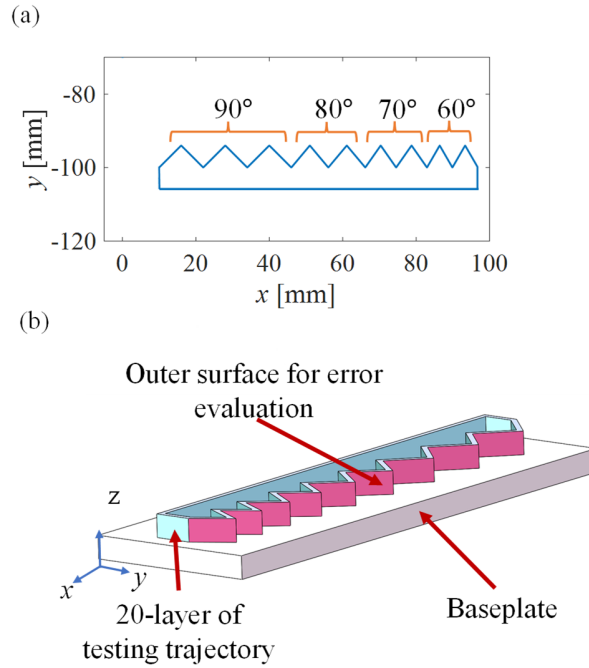 (a)
90° 80° 70° 60°
-80
-100
-120
y [mm]
0 20 40 60 80 100
x [mm]
(b)
Outer surface for error
evaluation
z
x
y
20-layer of
testing trajectory
Baseplate